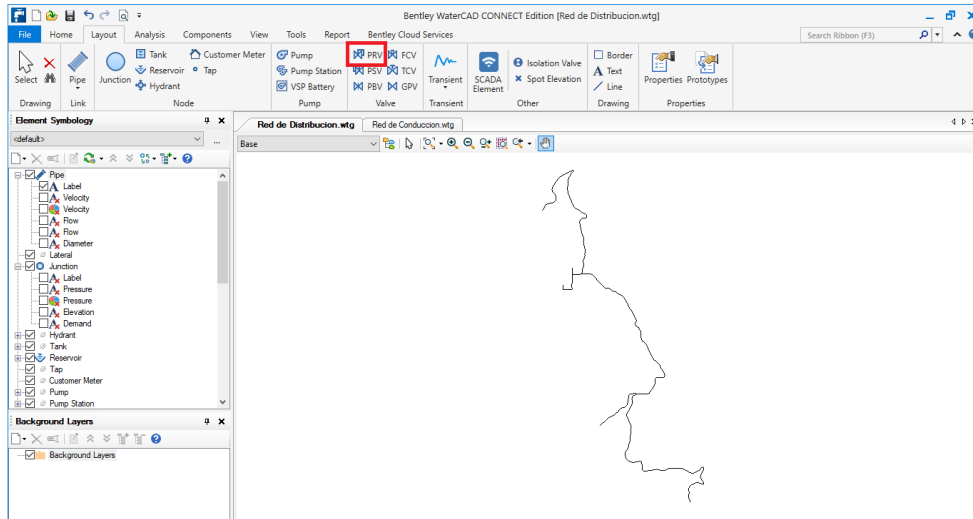 Bentley WaterCAD CONNECT Edition [Red de Distribucion.wtg]
File Home Layout Analysis Components View Tools Report Bentley Cloud Services
Search Ribbon (F3)
Select
Pipe
Junction
Tank
Reservoir
Hydrant
Customer Meter
Tap
Pump
Pump Station
VSP Battery
PRV FCV
PSV TCV
PBV GPV
Transient
SCADA
Element
Isolation Valve
Spot Elevation
Border
A Text
Line
Properties Prototypes
Drawing Link Node Pump Valve Transient Other Drawing Properties
Element Symbology
<default>
...
Pipe
Label
Velocity
Velocity
Flow
Flow
Diameter
Lateral
Junction
Label
Pressure
Pressure
Elevation
Demand
Hydrant
Tank
Reservoir
Tap
Customer Meter
Pump
Pump Station
Background Layers
Background Layers
Red de Distribucion.wtg Red de Conduccion.wtg
Base